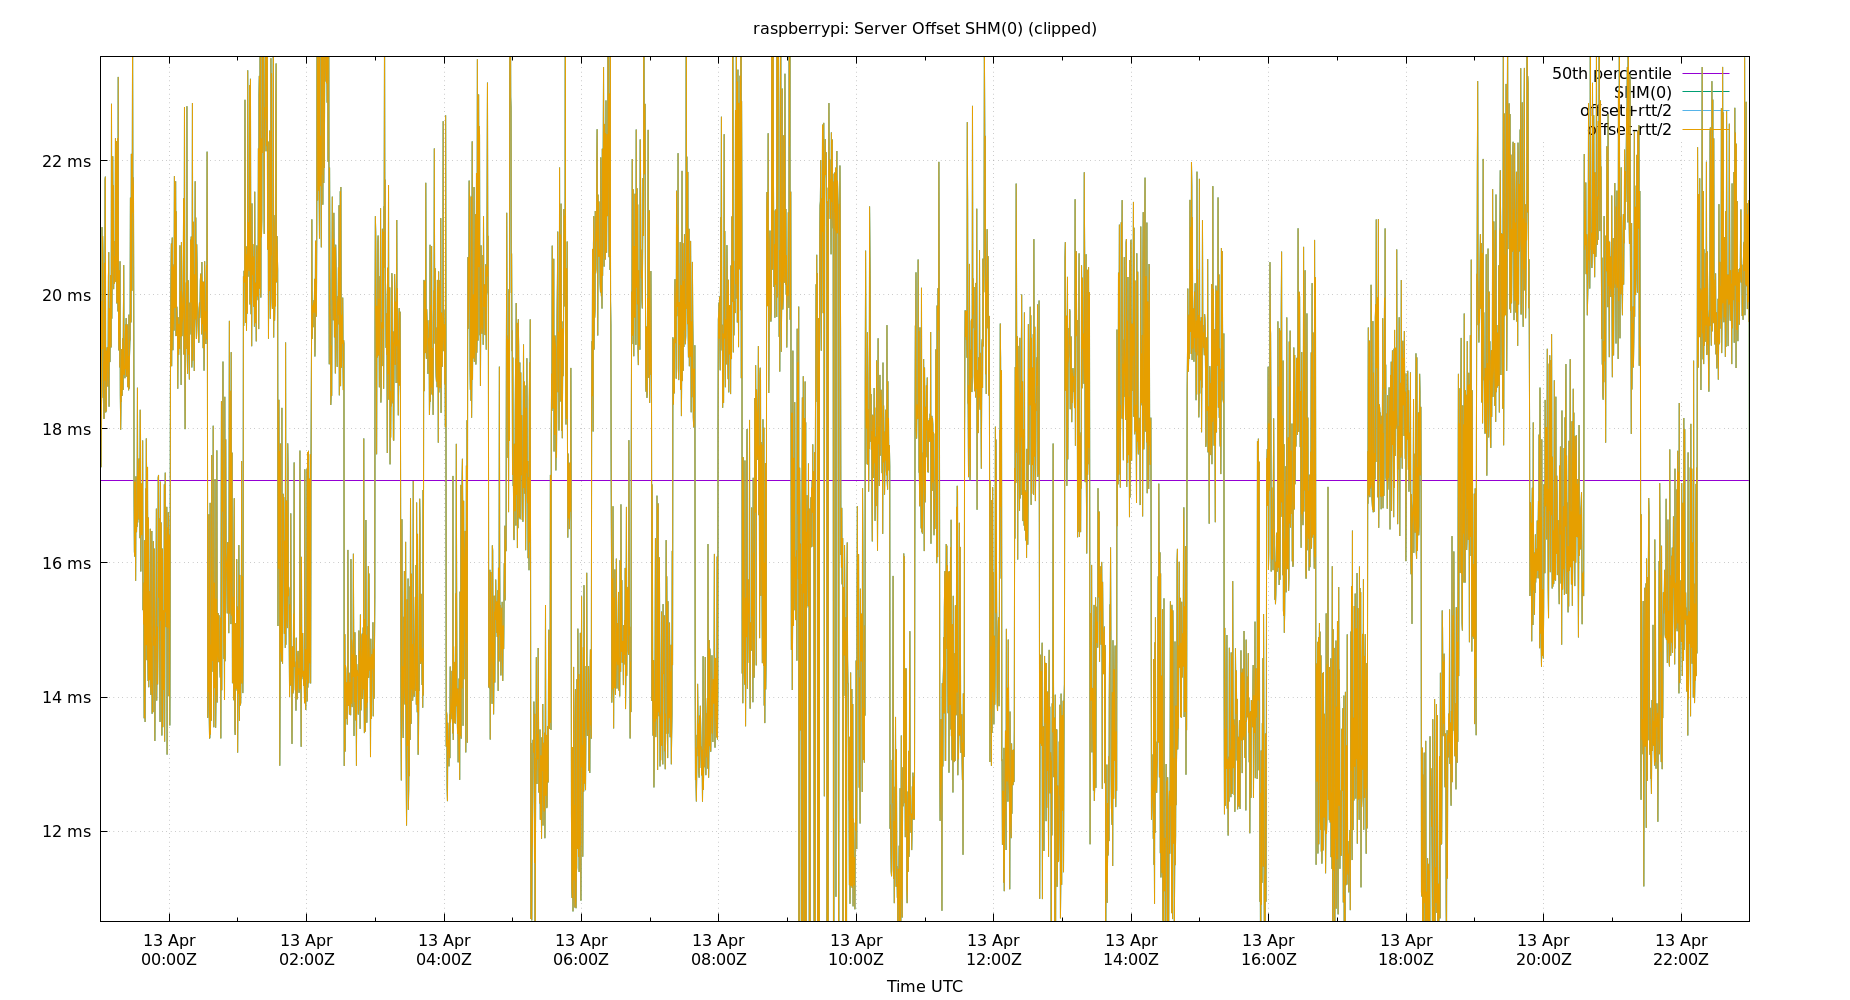 raspberrypi: Server Offset SHM(0) (clipped)
50th percentile
SHM(0)
offset+rtt/2
offset-rtt/2
22 ms
20 ms
18 ms
16 ms
14 ms
12 ms
13 Apr 13 Apr 13 Apr 13 Apr 13 Apr 13 Apr 13 Apr 13 Apr 13 Apr 13 Apr 13 Apr 13 Apr
00:00Z 02:00Z 04:00Z 06:00Z 08:00Z 10:00Z 12:00Z 14:00Z 16:00Z 18:00Z 20:00Z 22:00Z
Time UTC